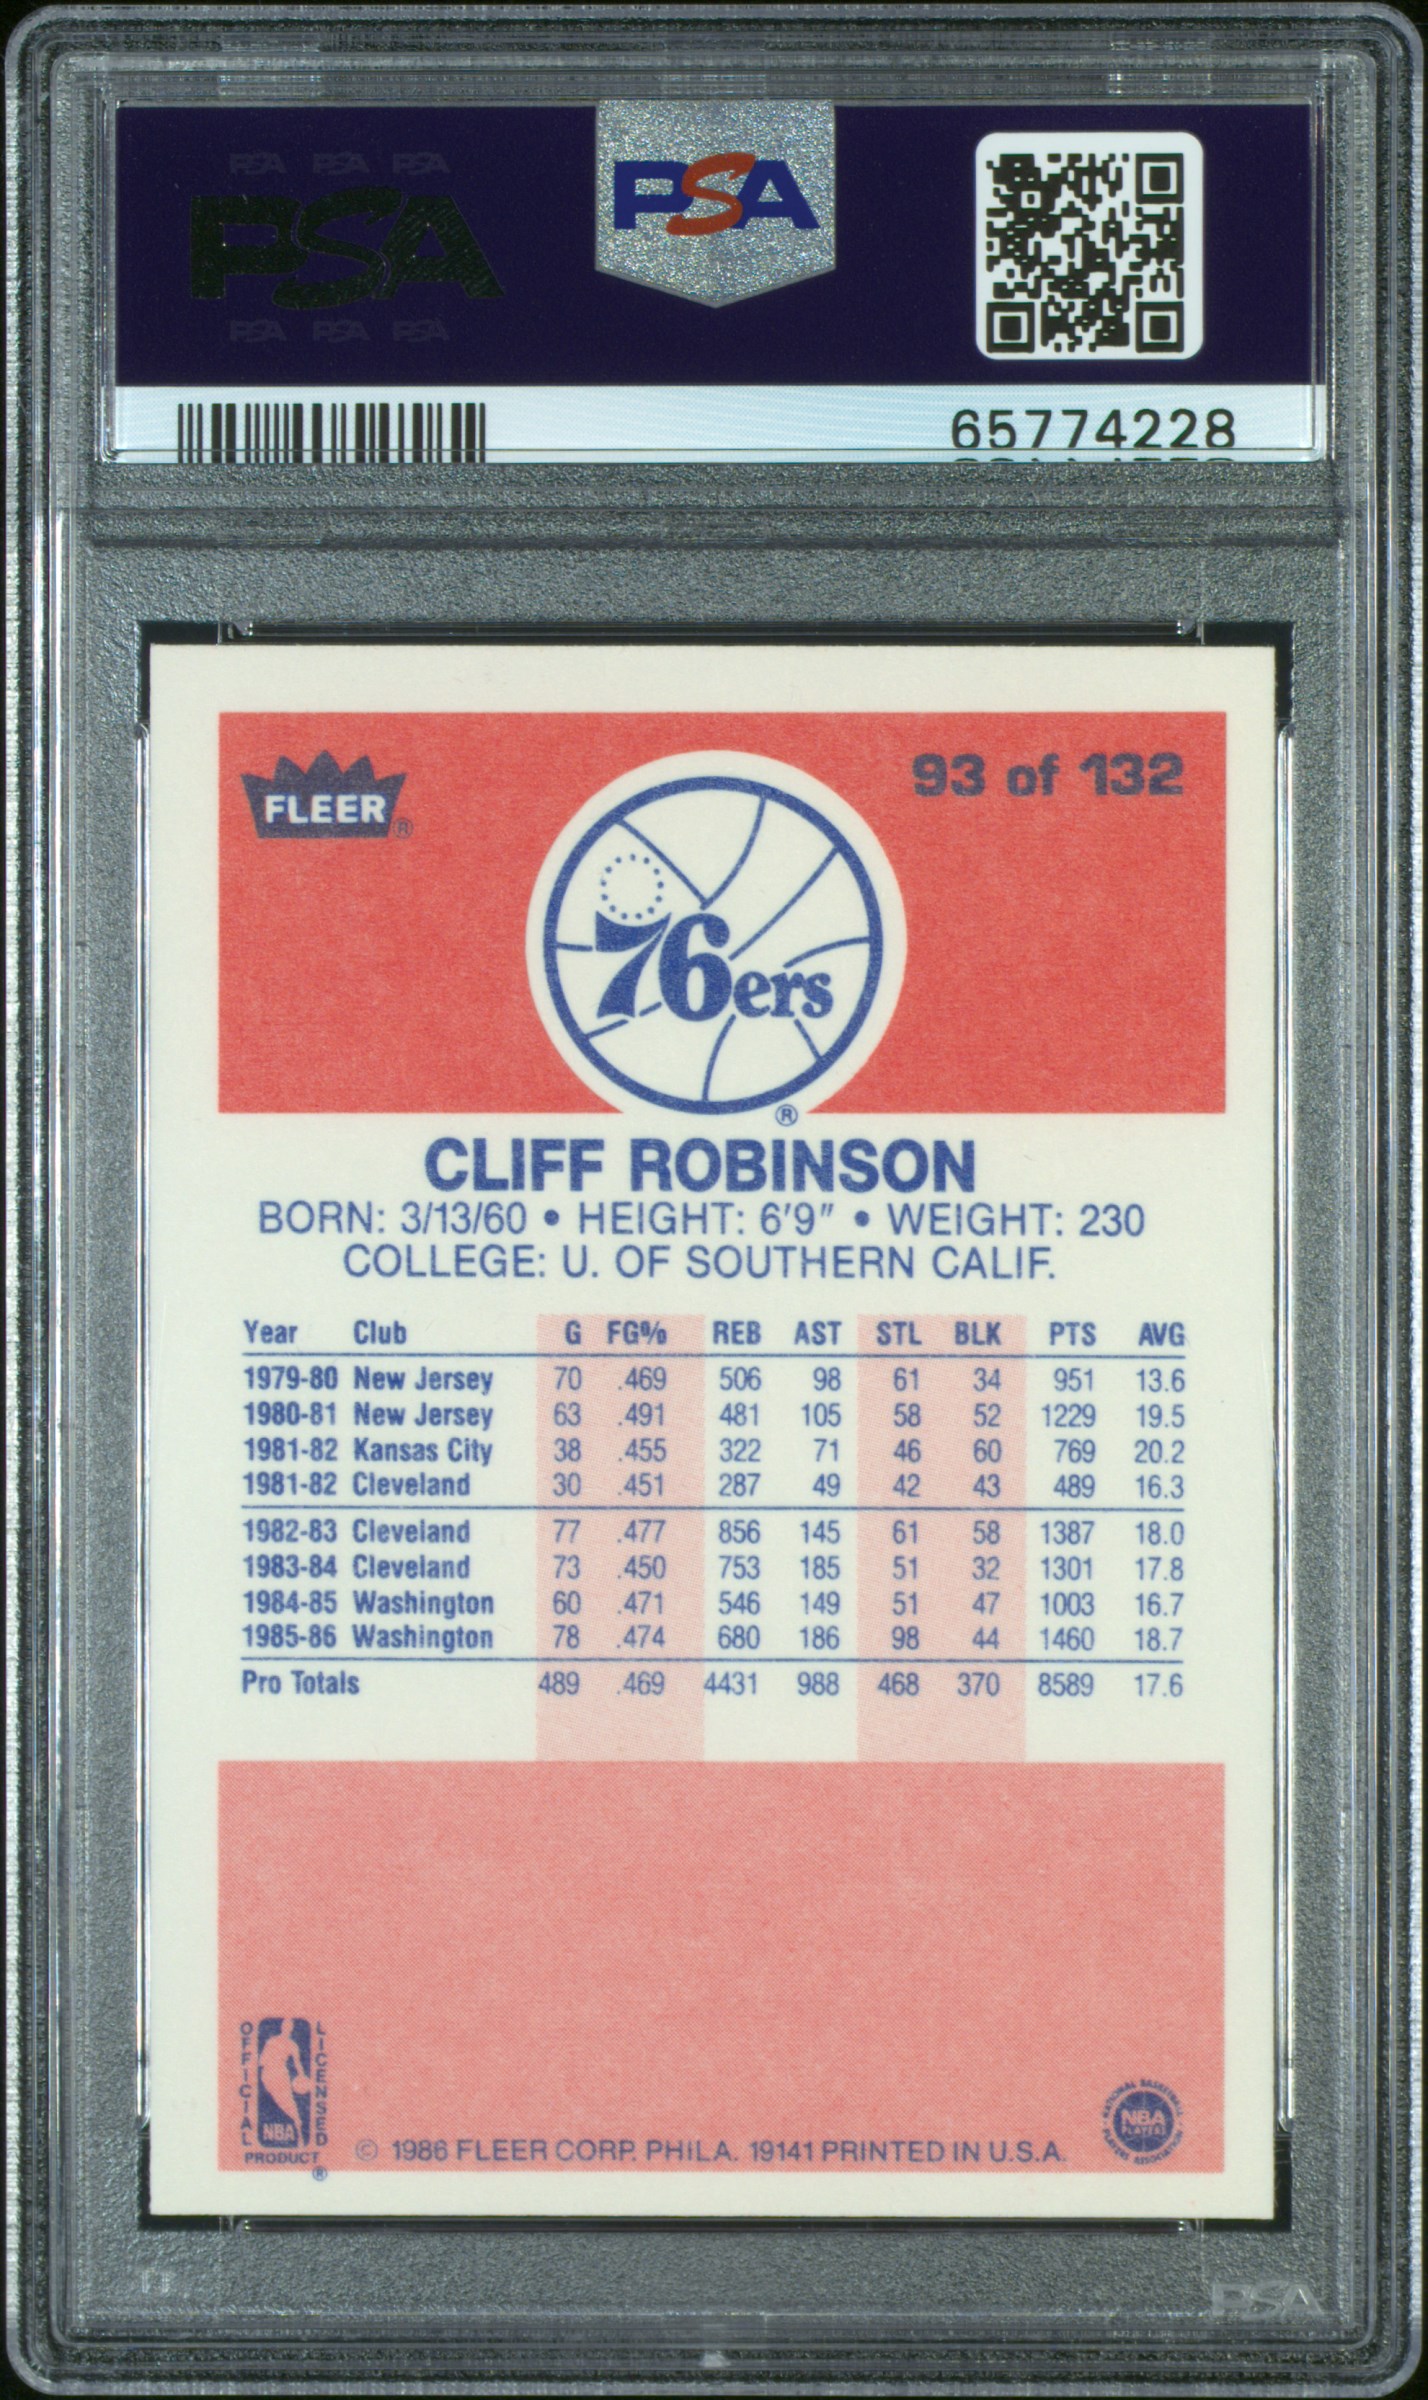 PSA PSA PSA
PSA
PSA PSA PSA
PSA
65774228
FLEER®
93 of 132
76ers
®
CLIFF ROBINSON
BORN: 3/13/60 • HEIGHT: 6'9" • WEIGHT: 230
COLLEGE: U. OF SOUTHERN CALIF.
Year Club G FG% REB AST STL BLK PTS AVG
1979-80 New Jersey 70 .469 506 98 61 34 951 13.6
1980-81 New Jersey 63 .491 481 105 58 52 1229 19.5
1981-82 Kansas City 38 .455 322 71 46 60 769 20.2
1981-82 Cleveland 30 .451 287 49 42 43 489 16.3
1982-83 Cleveland 77 .477 856 145 61 58 1387 18.0
1983-84 Cleveland 73 .450 753 185 51 32 1301 17.8
1984-85 Washington 60 .471 546 149 51 47 1003 16.7
1985-86 Washington 78 .474 680 186 98 44 1460 18.7
Pro Totals 489 .469 4431 988 468 370 8589 17.6
OFFICIAL
LICENSED
NBA
PRODUCT
®
© 1986 FLEER CORP. PHILA. 19141 PRINTED IN U.S.A.
NATIONAL BASKETBALL
NBA
PLAYERS
PLAYERS ASSOCIATION
PSA